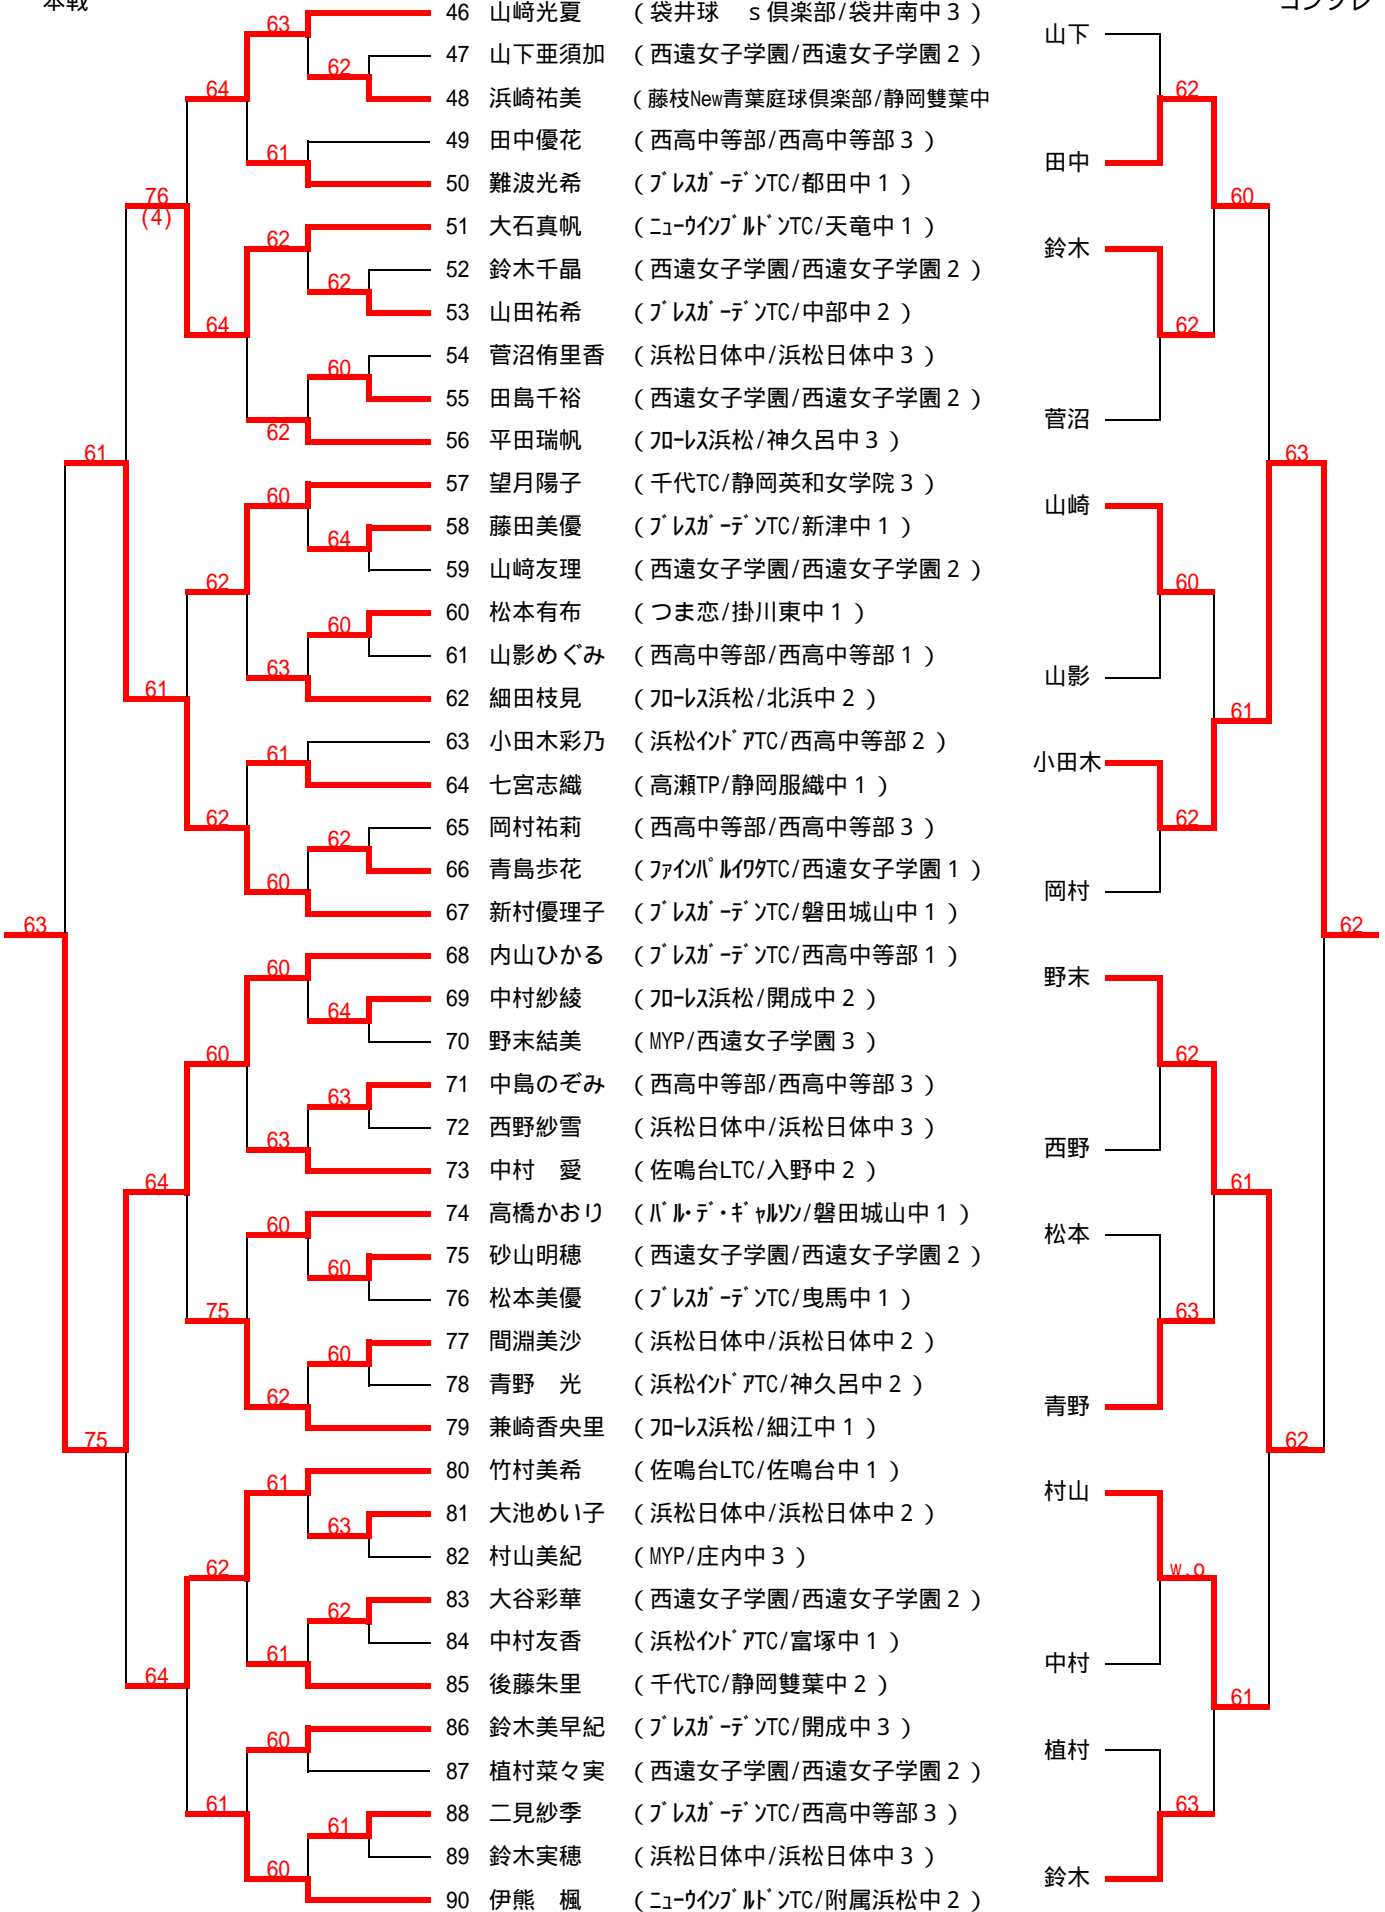 本戦
コンソレ
46 山﨑光夏 （袋井球　ｓ倶楽部/袋井南中３）
47 山下亜須加 （西遠女子学園/西遠女子学園２）
48 浜崎祐美 （藤枝New青葉庭球倶楽部/静岡雙葉中
49 田中優花 （西高中等部/西高中等部３）
50 難波光希 （ﾌﾞﾚｽｶﾞｰﾃﾞﾝTC/都田中１）
51 大石真帆 （ﾆｭｰｳｲﾝﾌﾞﾙﾄﾞﾝTC/天竜中１）
52 鈴木千晶 （西遠女子学園/西遠女子学園２）
53 山田祐希 （ﾌﾞﾚｽｶﾞｰﾃﾞﾝTC/中部中２）
54 菅沼侑里香 （浜松日体中/浜松日体中３）
55 田島千裕 （西遠女子学園/西遠女子学園２）
56 平田瑞帆 （ﾌﾛｰﾚｽ浜松/神久呂中３）
57 望月陽子 （千代TC/静岡英和女学院３）
58 藤田美優 （ﾌﾞﾚｽｶﾞｰﾃﾞﾝTC/新津中１）
59 山﨑友理 （西遠女子学園/西遠女子学園２）
60 松本有布 （つま恋/掛川東中１）
61 山影めぐみ （西高中等部/西高中等部１）
62 細田枝見 （ﾌﾛｰﾚｽ浜松/北浜中２）
63 小田木彩乃 （浜松ｲﾝﾄﾞｱTC/西高中等部２）
64 七宮志織 （高瀬TP/静岡服織中１）
65 岡村祐莉 （西高中等部/西高中等部３）
66 青島歩花 （ﾌｧｲﾝﾊﾟﾙｲﾜﾀTC/西遠女子学園１）
67 新村優理子 （ﾌﾞﾚｽｶﾞｰﾃﾞﾝTC/磐田城山中１）
68 内山ひかる （ﾌﾞﾚｽｶﾞｰﾃﾞﾝTC/西高中等部１）
69 中村紗綾 （ﾌﾛｰﾚｽ浜松/開成中２）
70 野末結美 （MYP/西遠女子学園３）
71 中島のぞみ （西高中等部/西高中等部３）
72 西野紗雪 （浜松日体中/浜松日体中３）
73 中村　愛 （佐鳴台LTC/入野中２）
74 高橋かおり （ﾊﾞﾙ･ﾃﾞ･ｷﾞｬﾙｿﾝ/磐田城山中１）
75 砂山明穂 （西遠女子学園/西遠女子学園２）
76 松本美優 （ﾌﾞﾚｽｶﾞｰﾃﾞﾝTC/曳馬中１）
77 間淵美沙 （浜松日体中/浜松日体中２）
78 青野　光 （浜松ｲﾝﾄﾞｱTC/神久呂中２）
79 兼崎香央里 （ﾌﾛｰﾚｽ浜松/細江中１）
80 竹村美希 （佐鳴台LTC/佐鳴台中１）
81 大池めい子 （浜松日体中/浜松日体中２）
82 村山美紀 （MYP/庄内中３）
83 大谷彩華 （西遠女子学園/西遠女子学園２）
84 中村友香 （浜松ｲﾝﾄﾞｱTC/富塚中１）
85 後藤朱里 （千代TC/静岡雙葉中２）
86 鈴木美早紀 （ﾌﾞﾚｽｶﾞｰﾃﾞﾝTC/開成中３）
87 植村菜々実 （西遠女子学園/西遠女子学園２）
88 二見紗季 （ﾌﾞﾚｽｶﾞｰﾃﾞﾝTC/西高中等部３）
89 鈴木実穂 （浜松日体中/浜松日体中３）
90 伊熊　楓 （ﾆｭｰｳｲﾝﾌﾞﾙﾄﾞﾝTC/附属浜松中２）
63
62
61
62
62
60
62
60
64
60
63
61
62
60
60
64
63
63
60
60
60
62
61
63
62
61
60
61
60
64
64
62
62
60
75
62
61
76
(4)
61
64
64
61
75
63
山下
田中
鈴木
菅沼
山崎
山影
小田木
岡村
野末
西野
松本
青野
村山
中村
植村
鈴木
62
62
60
62
62
63
w.o
63
60
61
61
61
63
62
62